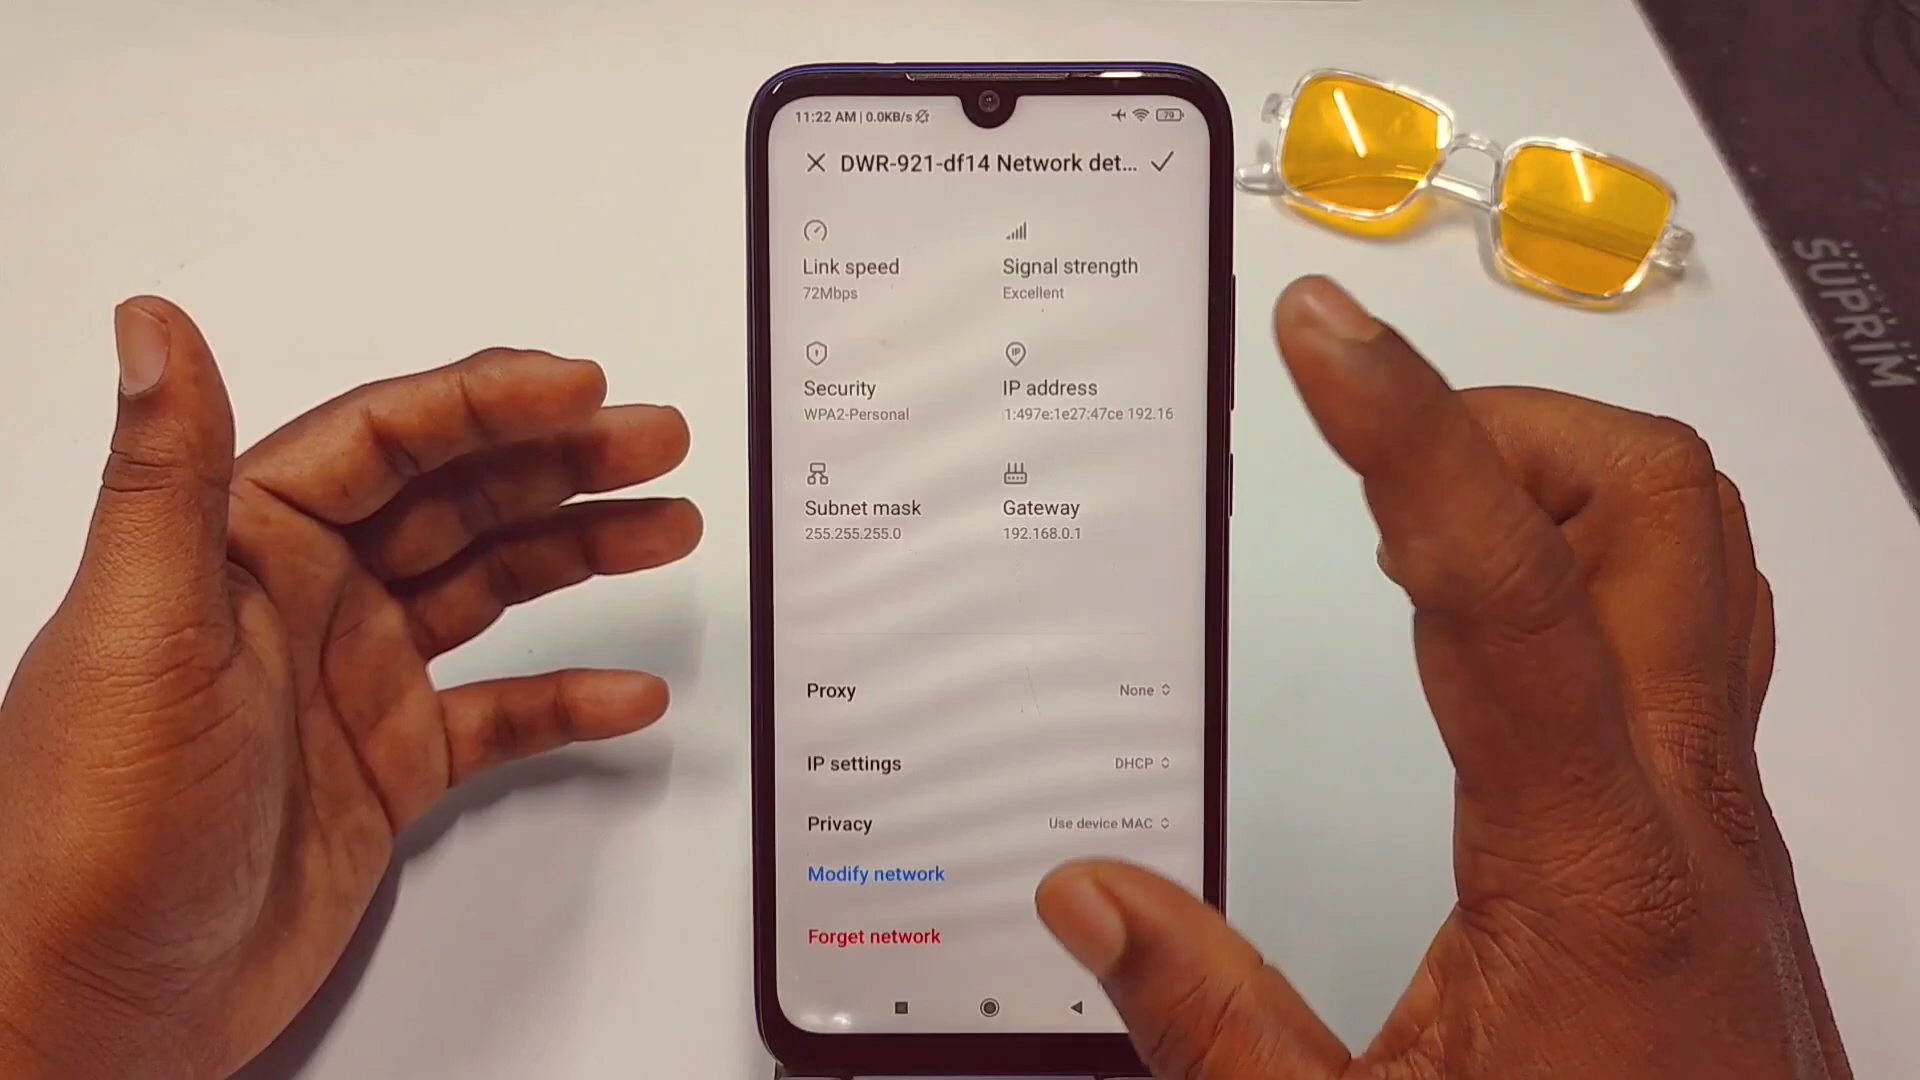 11:22 AM | 0.0KB/s
79
DWR-921-df14 Network det...
Link speed
72Mbps
Signal strength
Excellent
Security
WPA2-Personal
IP
IP address
1:497e:1e27:47ce 192.16
Subnet mask
255.255.255.0
Gateway
192.168.0.1
Proxy
None
IP settings
DHCP
Privacy
Use device MAC
Modify network
Forget network
SUPRIM